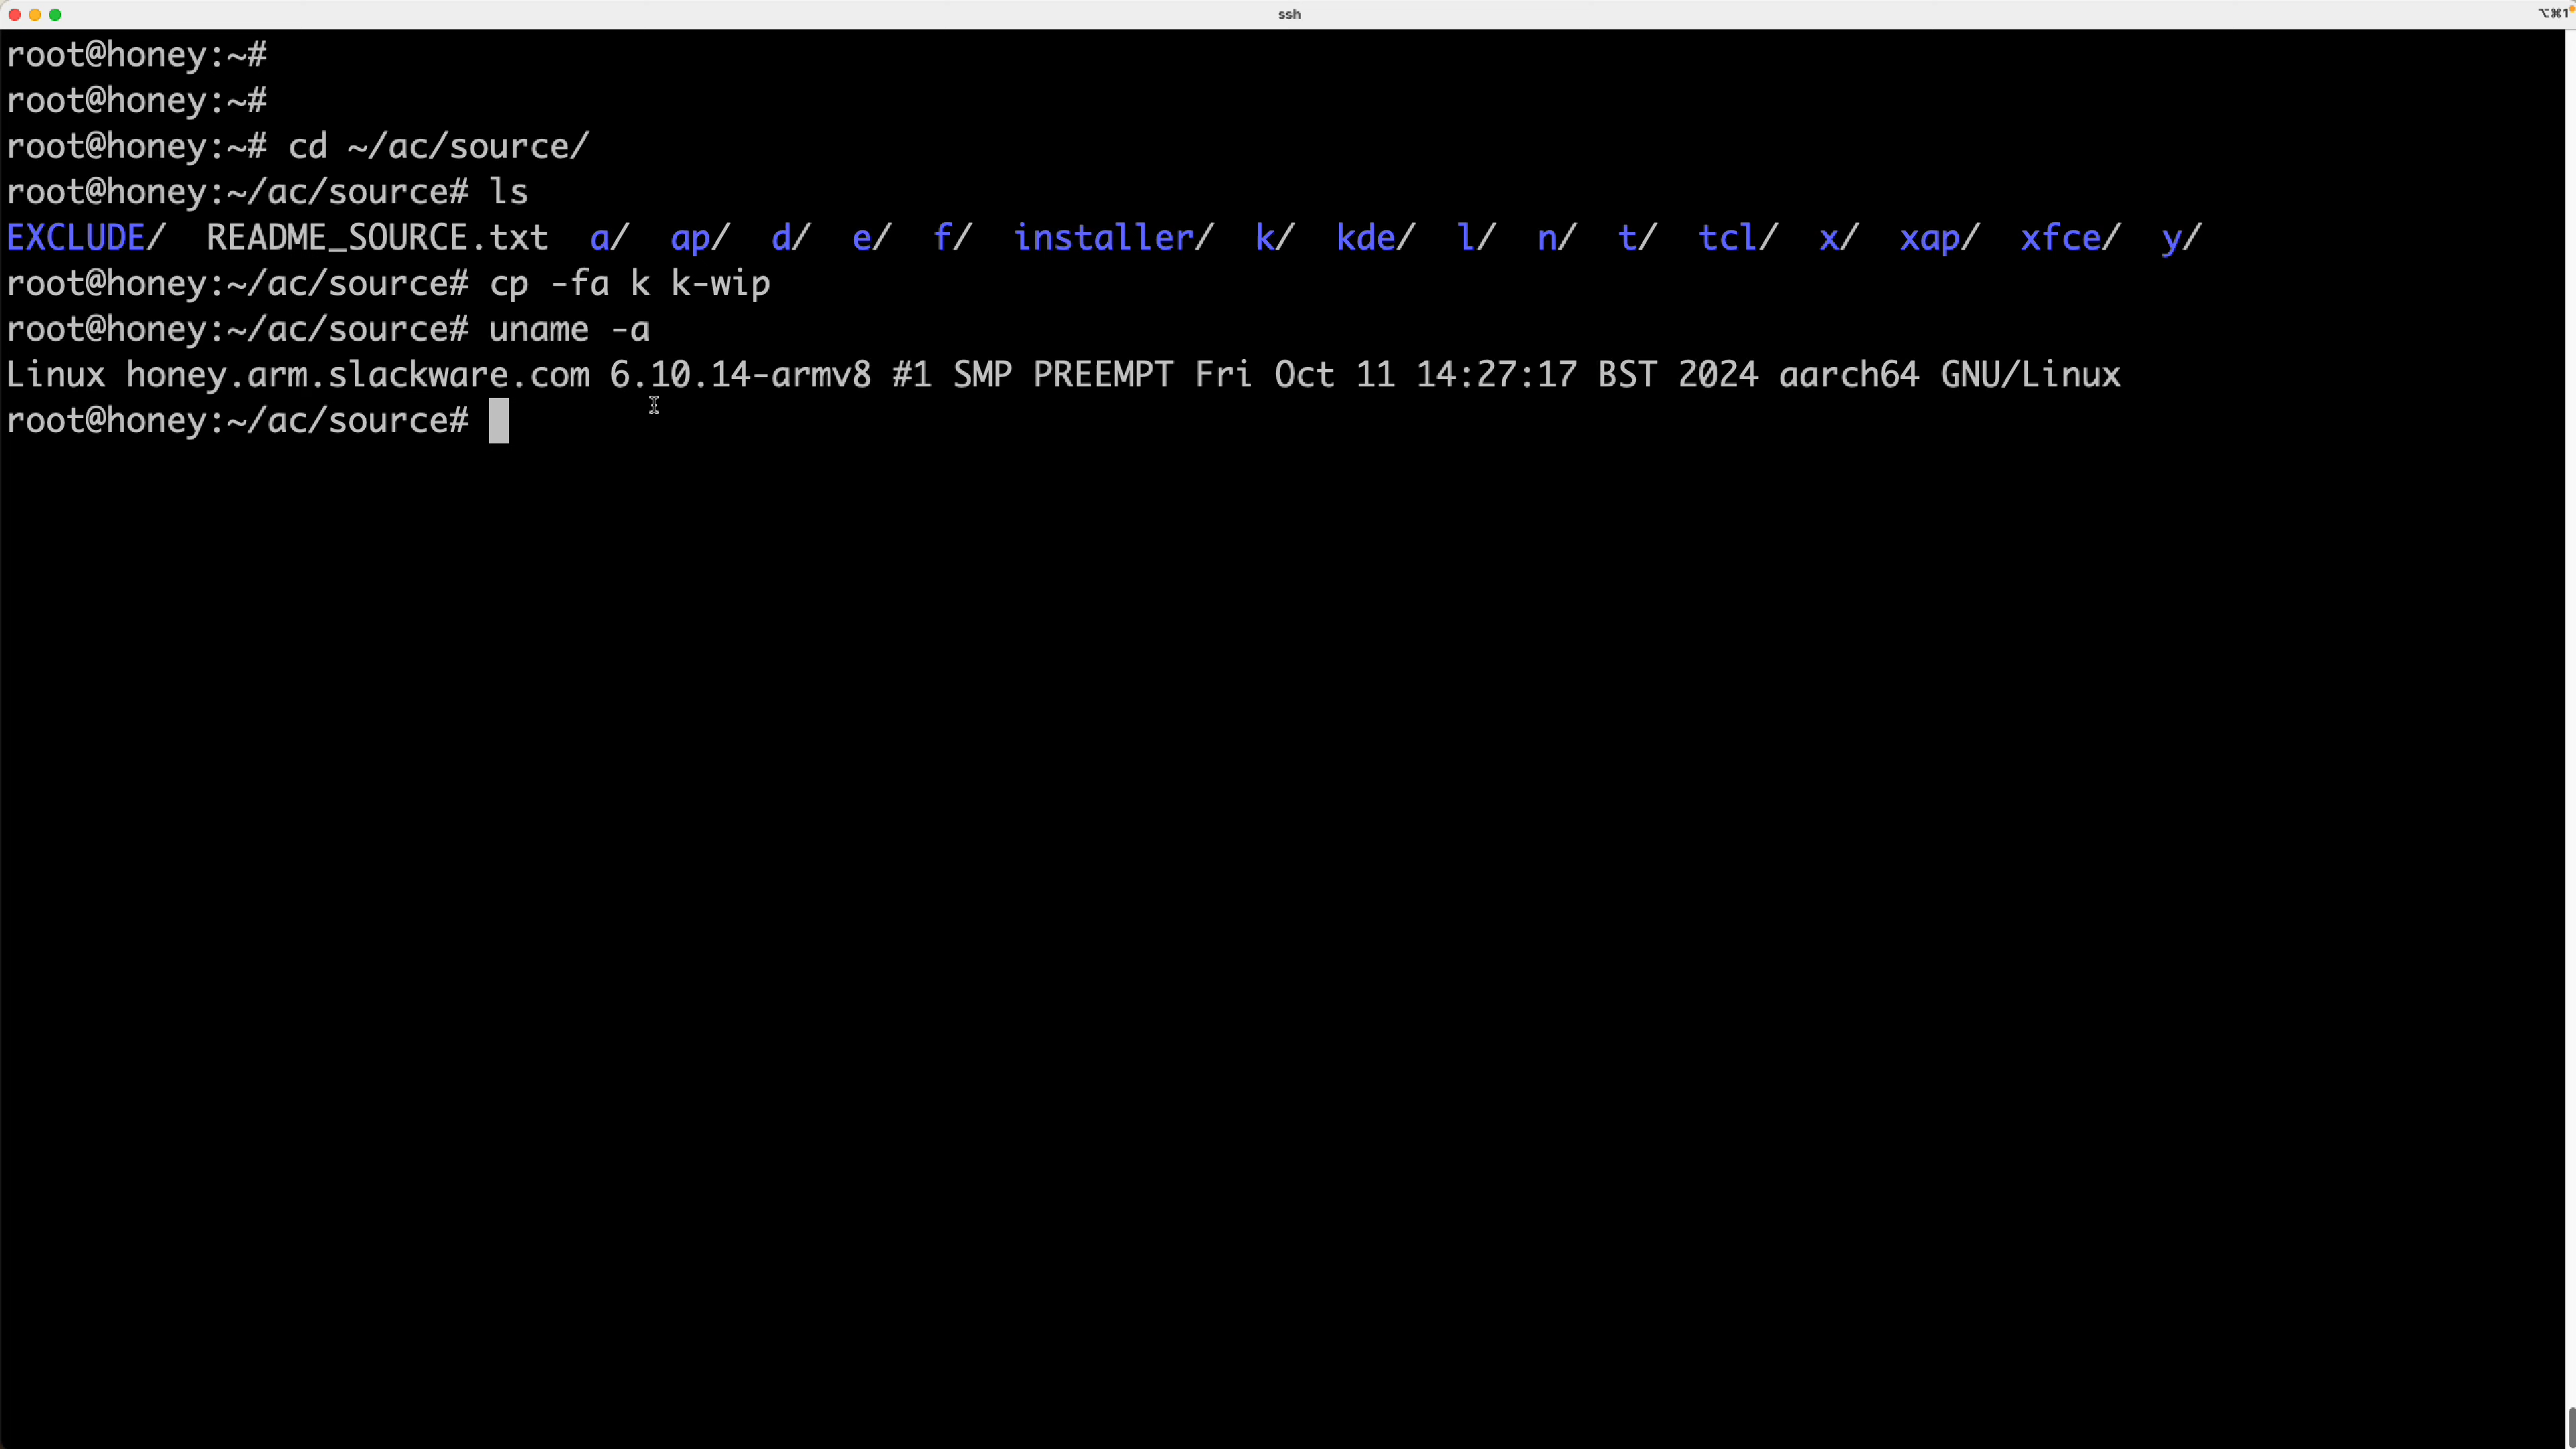 ssh
⌥⌘1
root@honey:~#
root@honey:~#
root@honey:~# cd ~/ac/source/
root@honey:~/ac/source# ls
EXCLUDE/  README_SOURCE.txt  a/  ap/  d/  e/  f/  installer/  k/  kde/  l/  n/  t/  tcl/  x/  xap/  xfce/  y/
root@honey:~/ac/source# cp -fa k k-wip
root@honey:~/ac/source# uname -a
Linux honey.arm.slackware.com 6.10.14-armv8 #1 SMP PREEMPT Fri Oct 11 14:27:17 BST 2024 aarch64 GNU/Linux
root@honey:~/ac/source#